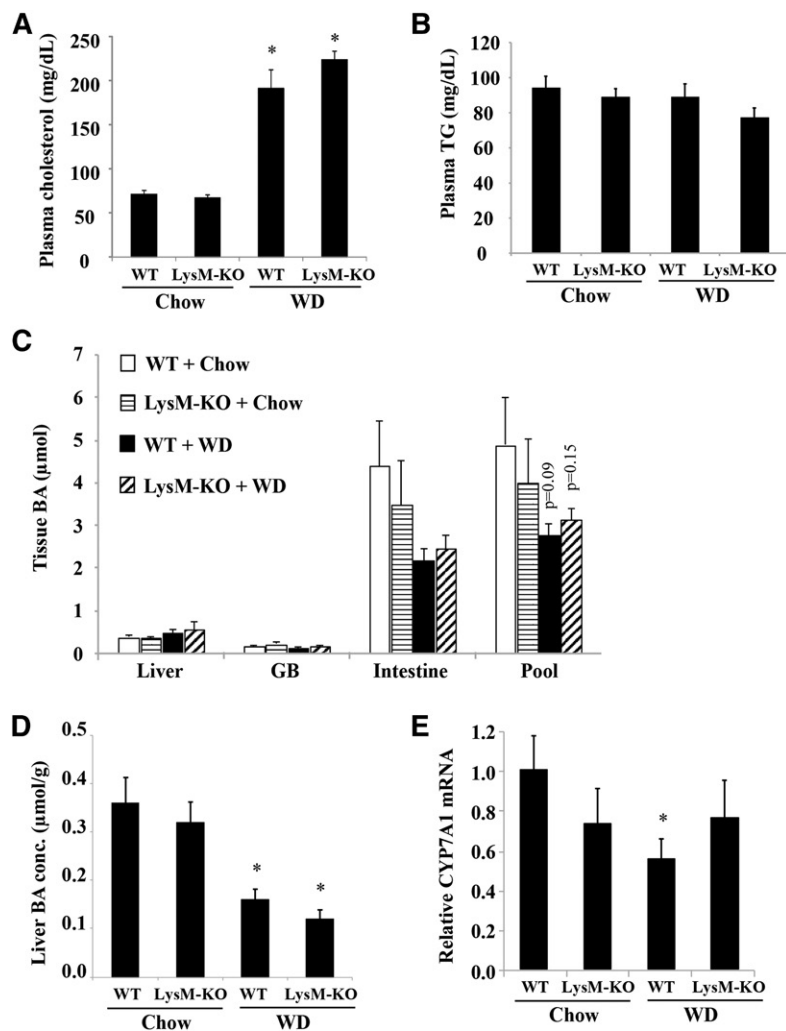 A
Plasma cholesterol (mg/dL)
250
200
150
100
50
0
*
*
WT
LysM-KO
WT
LysM-KO
Chow
WD
B
Plasma TG (mg/dL)
120
100
80
60
40
20
0
WT
LysM-KO
WT
LysM-KO
Chow
WD
C
Tissue BA (µmol)
7
6
5
4
3
2
1
0
WT + Chow
LysM-KO + Chow
WT + WD
LysM-KO + WD
p=0.09
p=0.15
Liver
GB
Intestine
Pool
D
Liver BA conc. (µmol/g)
0.5
0.4
0.3
0.2
0.1
0.0
*
*
WT
LysM-KO
WT
LysM-KO
Chow
WD
E
Relative CYP7A1 mRNA
1.2
1.0
0.8
0.6
0.4
0.2
0.0
*
WT
LysM-KO
WT
LysM-KO
Chow
WD